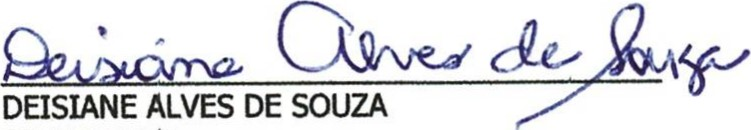 Deisiane Alves de Souza
DEISIANE ALVES DE SOUZA